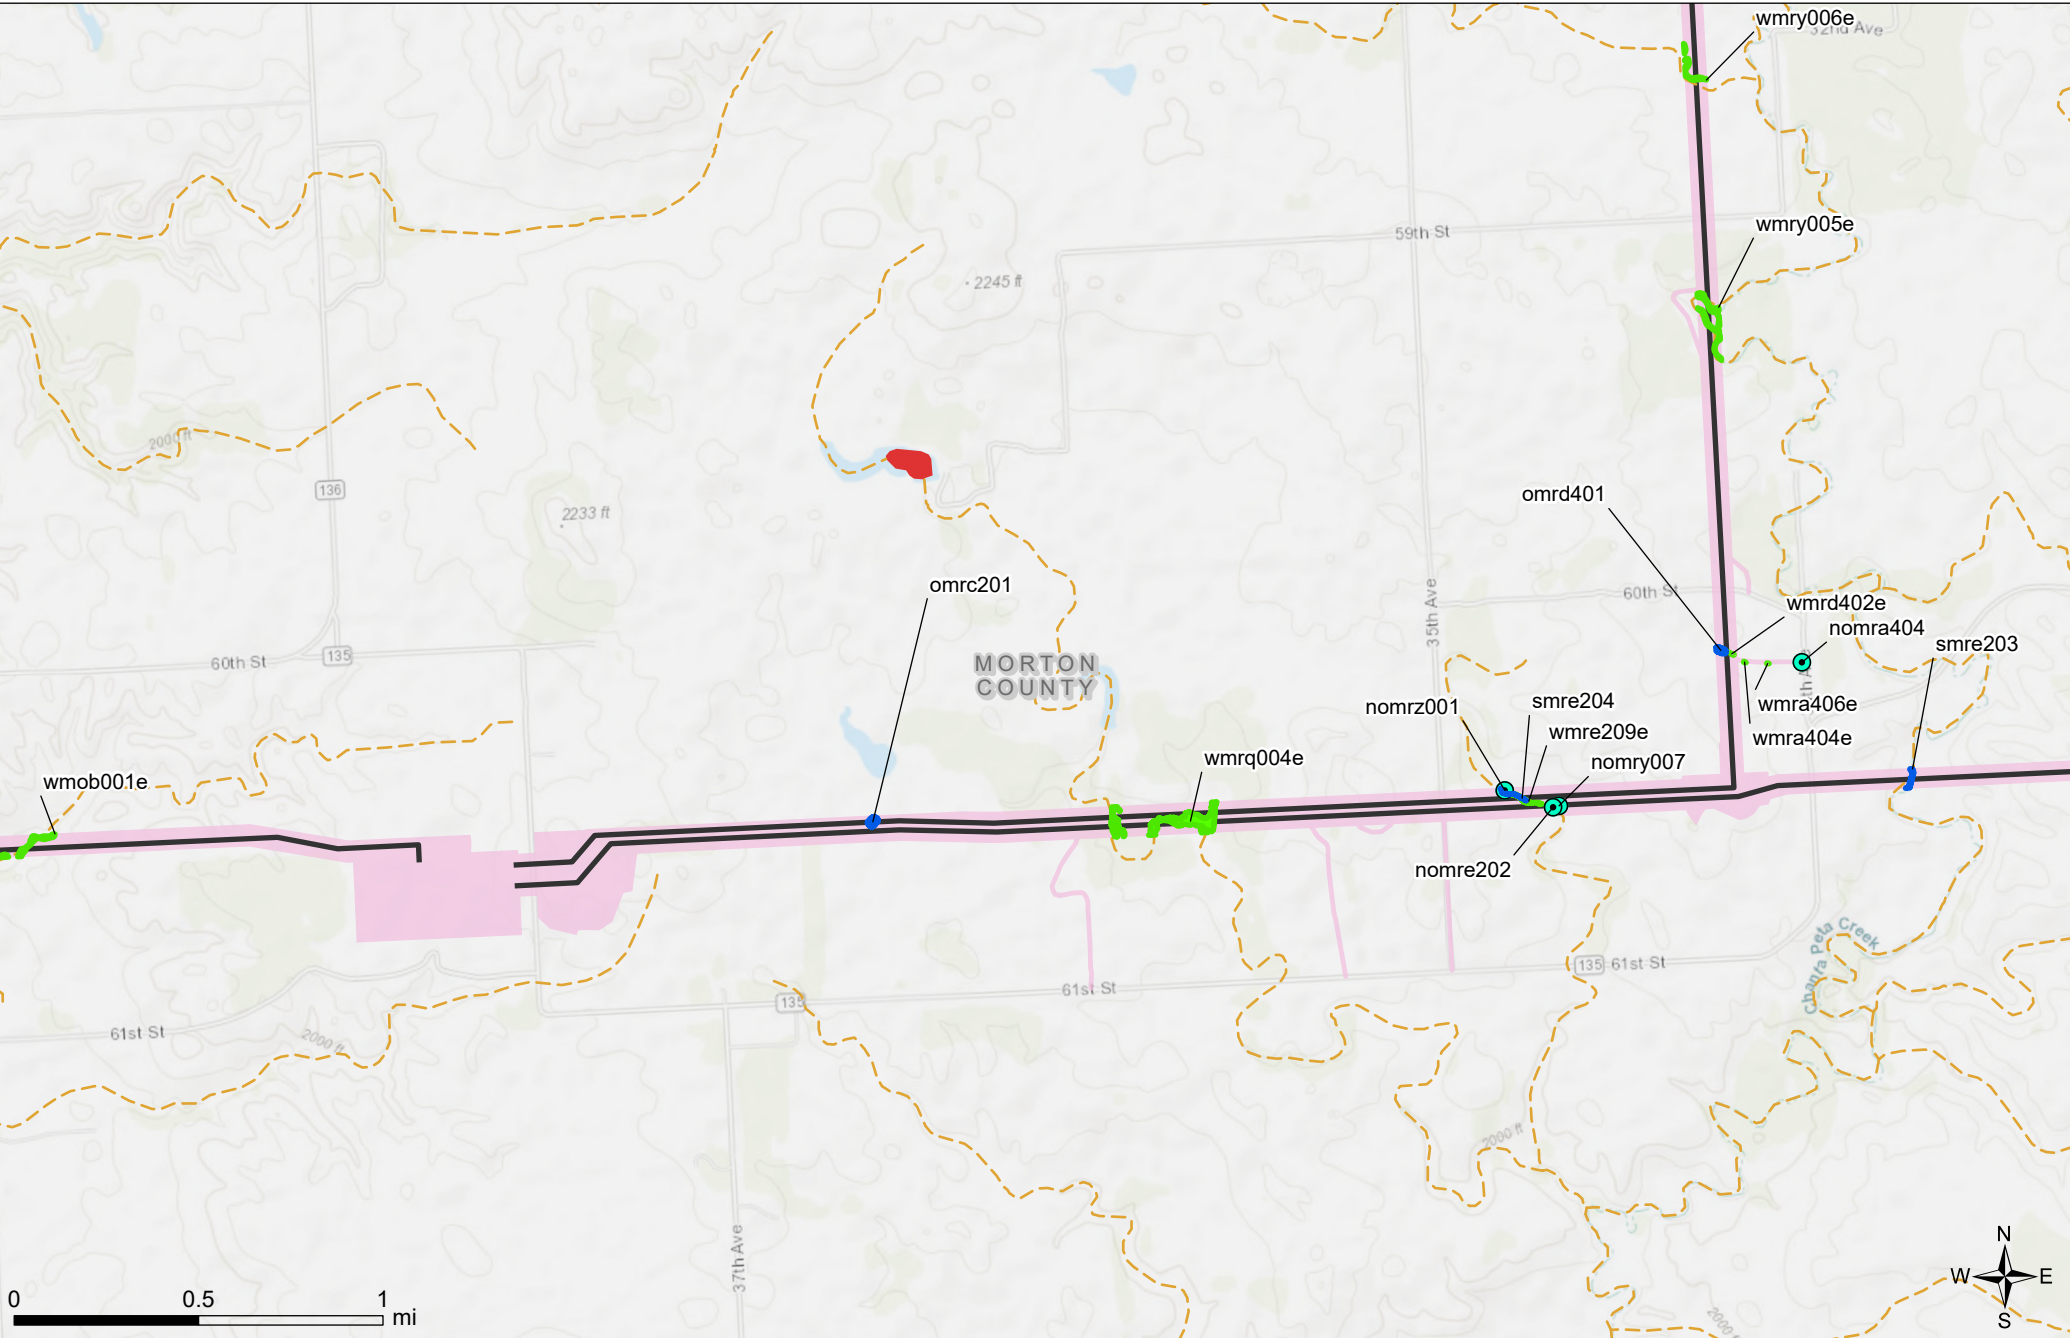 wmry006e
32nd Ave
wmry005e
59th St
2245 ft
2000 ft
136
2233 ft
omrd401
omrc201
35th Ave
60th St
wmrd402e
nomra404
smre203
60th St
135
MORTON
COUNTY
wmra406e
wmra404e
nomrz001
smre204
wmre209e
nomry007
wmrq004e
wmob001e
nomre202
Chanta Peta Creek
135
61st St
61st St
135
61st St
2000 ft
2000 ft
37th Ave
N
W
E
S
0
0.5
1
mi
2000